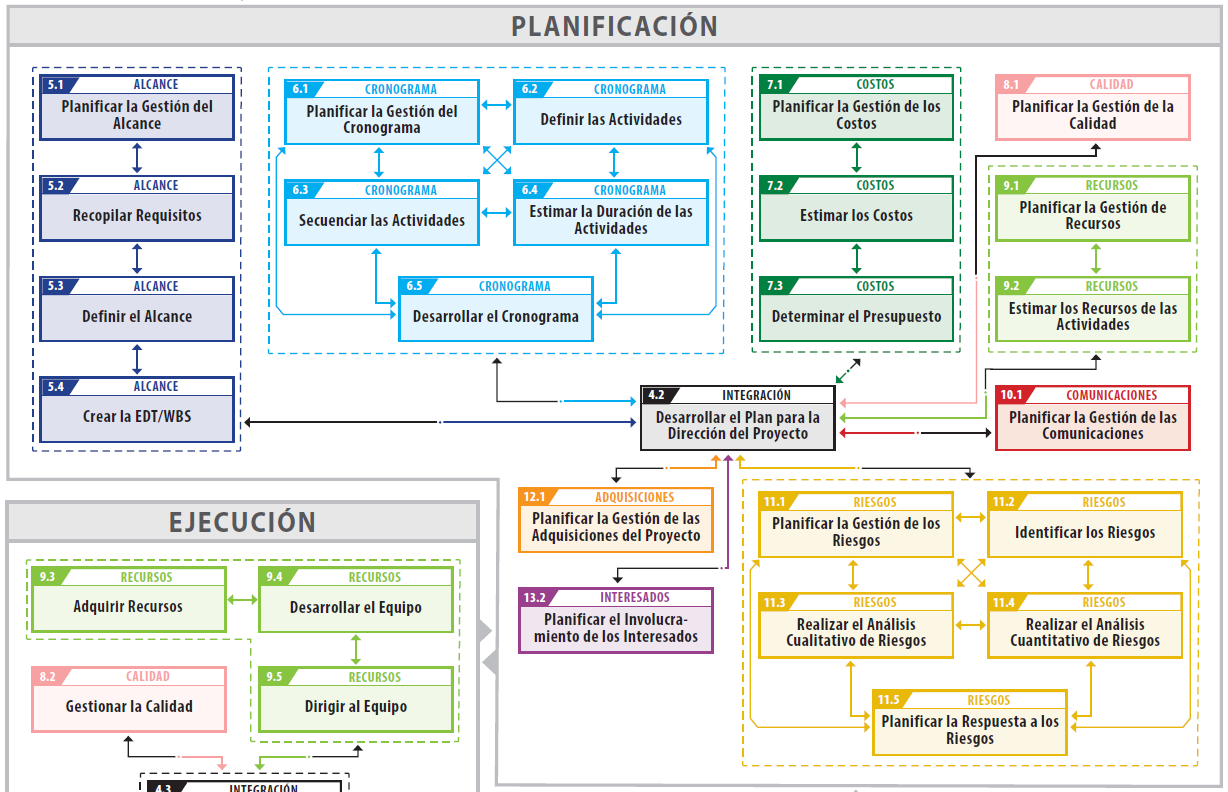 PLANIFICACIÓN
5.1 ALCANCE
Planificar la Gestión del
Alcance
5.2 ALCANCE
Recopilar Requisitos
5.3 ALCANCE
Definir el Alcance
5.4 ALCANCE
Crear la EDT/WBS
6.1 CRONOGRAMA
Planificar la Gestión del
Cronograma
6.2 CRONOGRAMA
Definir las Actividades
6.3 CRONOGRAMA
Secuenciar las Actividades
6.4 CRONOGRAMA
Estimar la Duración de las
Actividades
6.5 CRONOGRAMA
Desarrollar el Cronograma
7.1 COSTOS
Planificar la Gestión de los
Costos
7.2 COSTOS
Estimar los Costos
7.3 COSTOS
Determinar el Presupuesto
8.1 CALIDAD
Planificar la Gestión de la
Calidad
9.1 RECURSOS
Planificar la Gestión de
Recursos
9.2 RECURSOS
Estimar los Recursos de las
Actividades
4.2 INTEGRACIÓN
Desarrollar el Plan para la
Dirección del Proyecto
10.1 COMUNICACIONES
Planificar la Gestión de las
Comunicaciones
12.1 ADQUISICIONES
Planificar la Gestión de las
Adquisiciones del Proyecto
13.2 INTERESADOS
Planificar el Involucra-
miento de los Interesados
11.1 RIESGOS
Planificar la Gestión de los
Riesgos
11.2 RIESGOS
Identificar los Riesgos
11.3 RIESGOS
Realizar el Análisis
Cualitativo de Riesgos
11.4 RIESGOS
Realizar el Análisis
Cuantitativo de Riesgos
11.5 RIESGOS
Planificar la Respuesta a los
Riesgos
EJECUCIÓN
9.3 RECURSOS
Adquirir Recursos
9.4 RECURSOS
Desarrollar el Equipo
8.2 CALIDAD
Gestionar la Calidad
9.5 RECURSOS
Dirigir al Equipo
4.3 INTEGRACIÓN